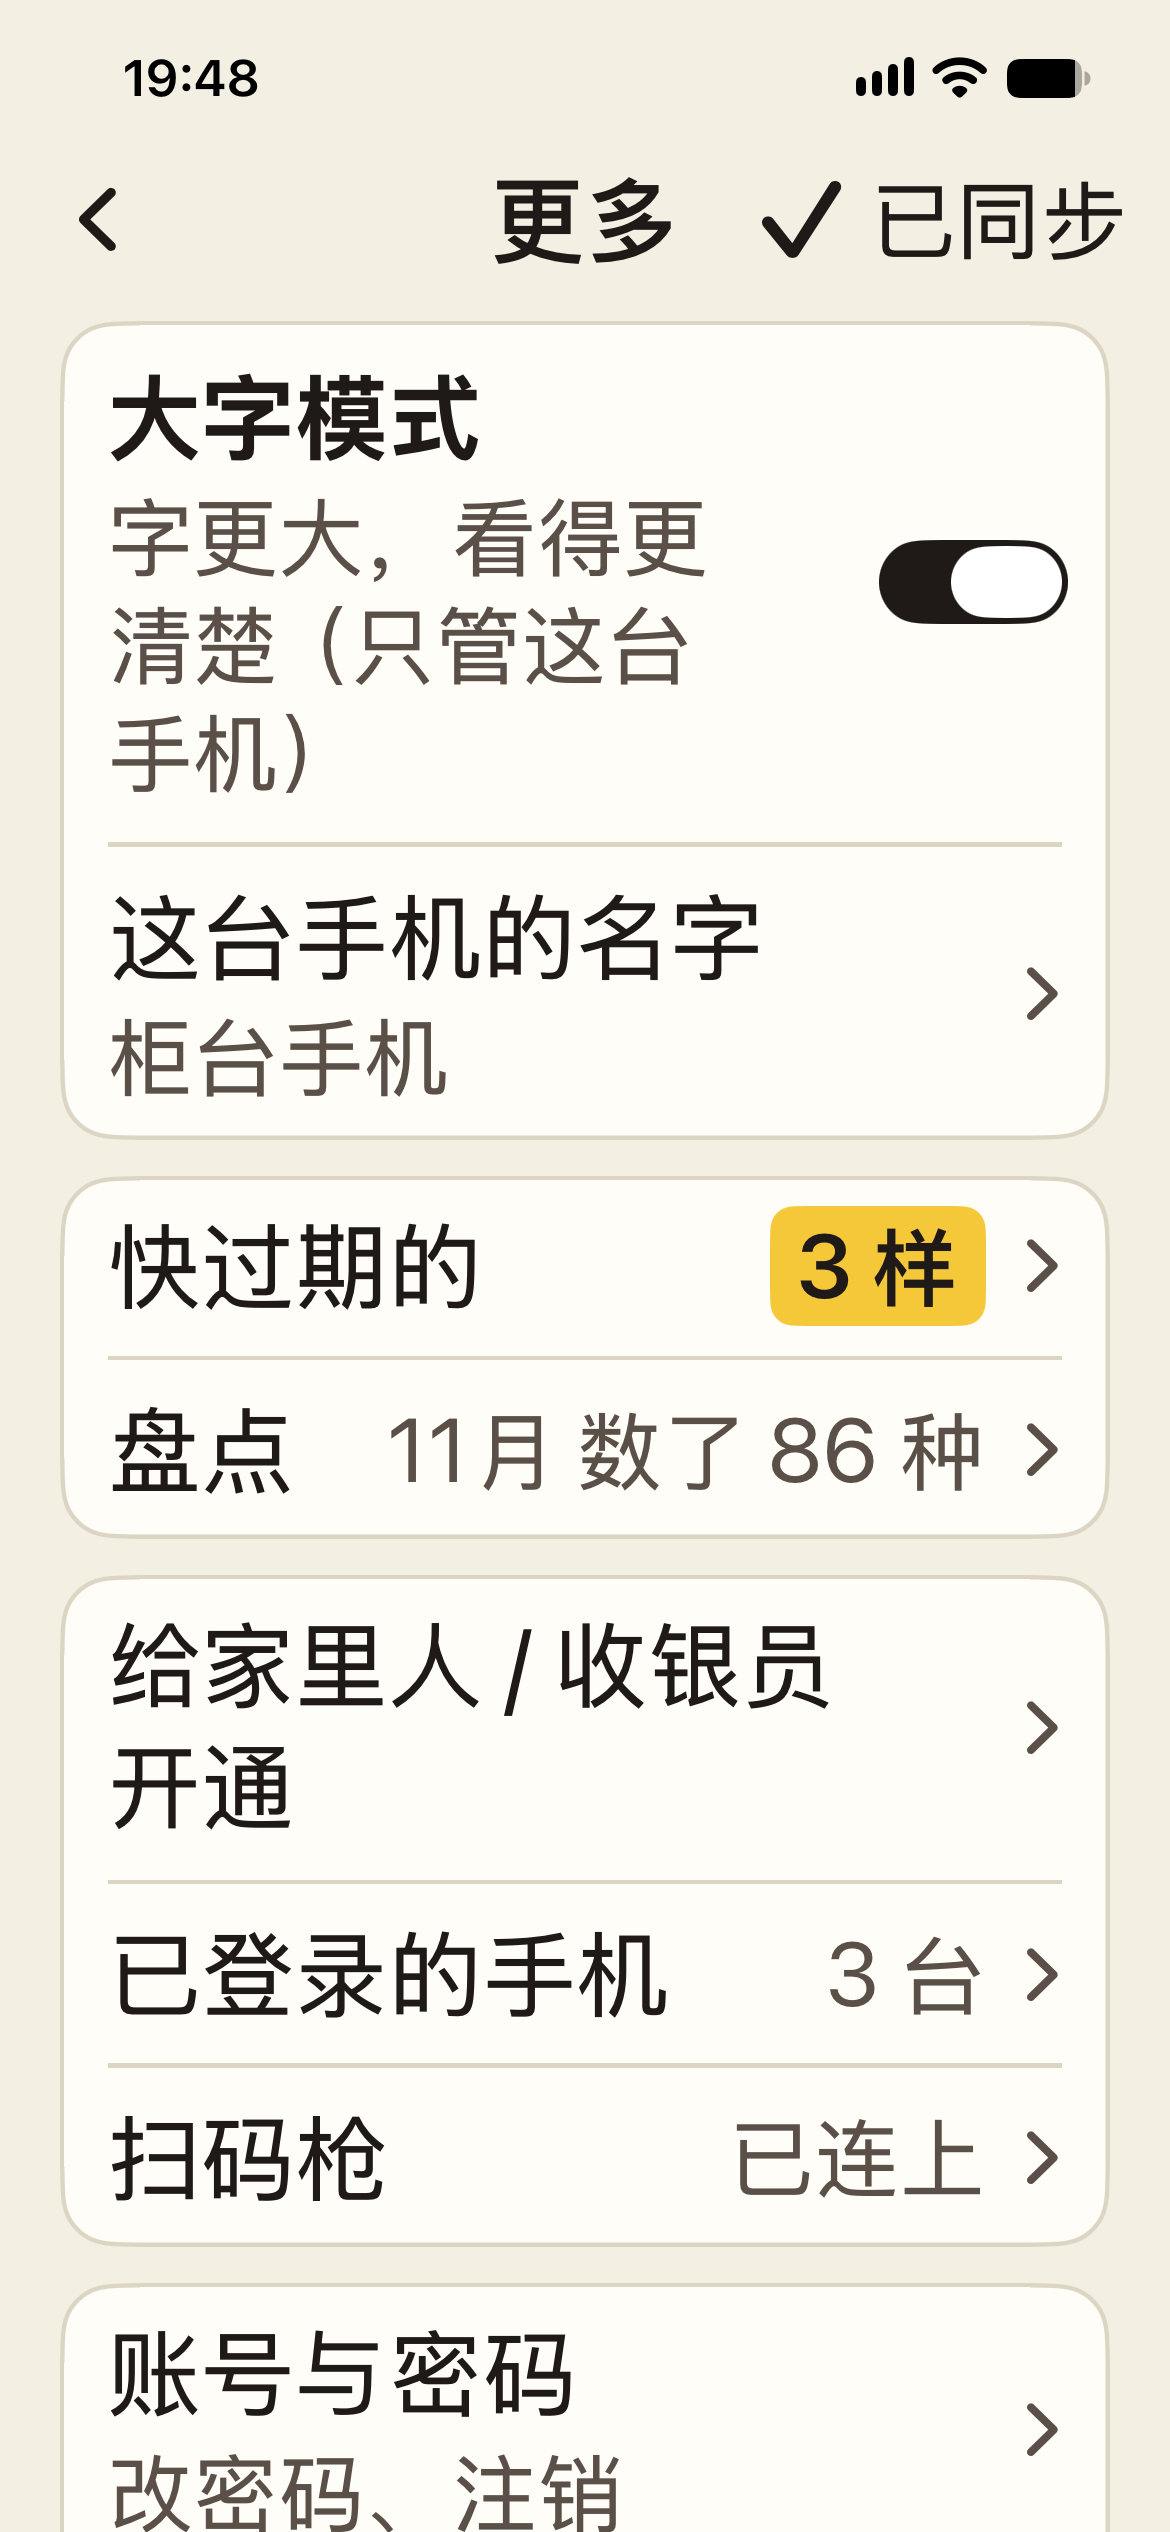 19:48
更多 已同步
大字模式
字更大，看得更
清楚（只管这台
手机）
这台手机的名字
柜台手机
快过期的 3 样
盘点 11月 数了 86 种
给家里人 / 收银员
开通
已登录的手机 3 台
扫码枪 已连上
账号与密码
改密码、注销